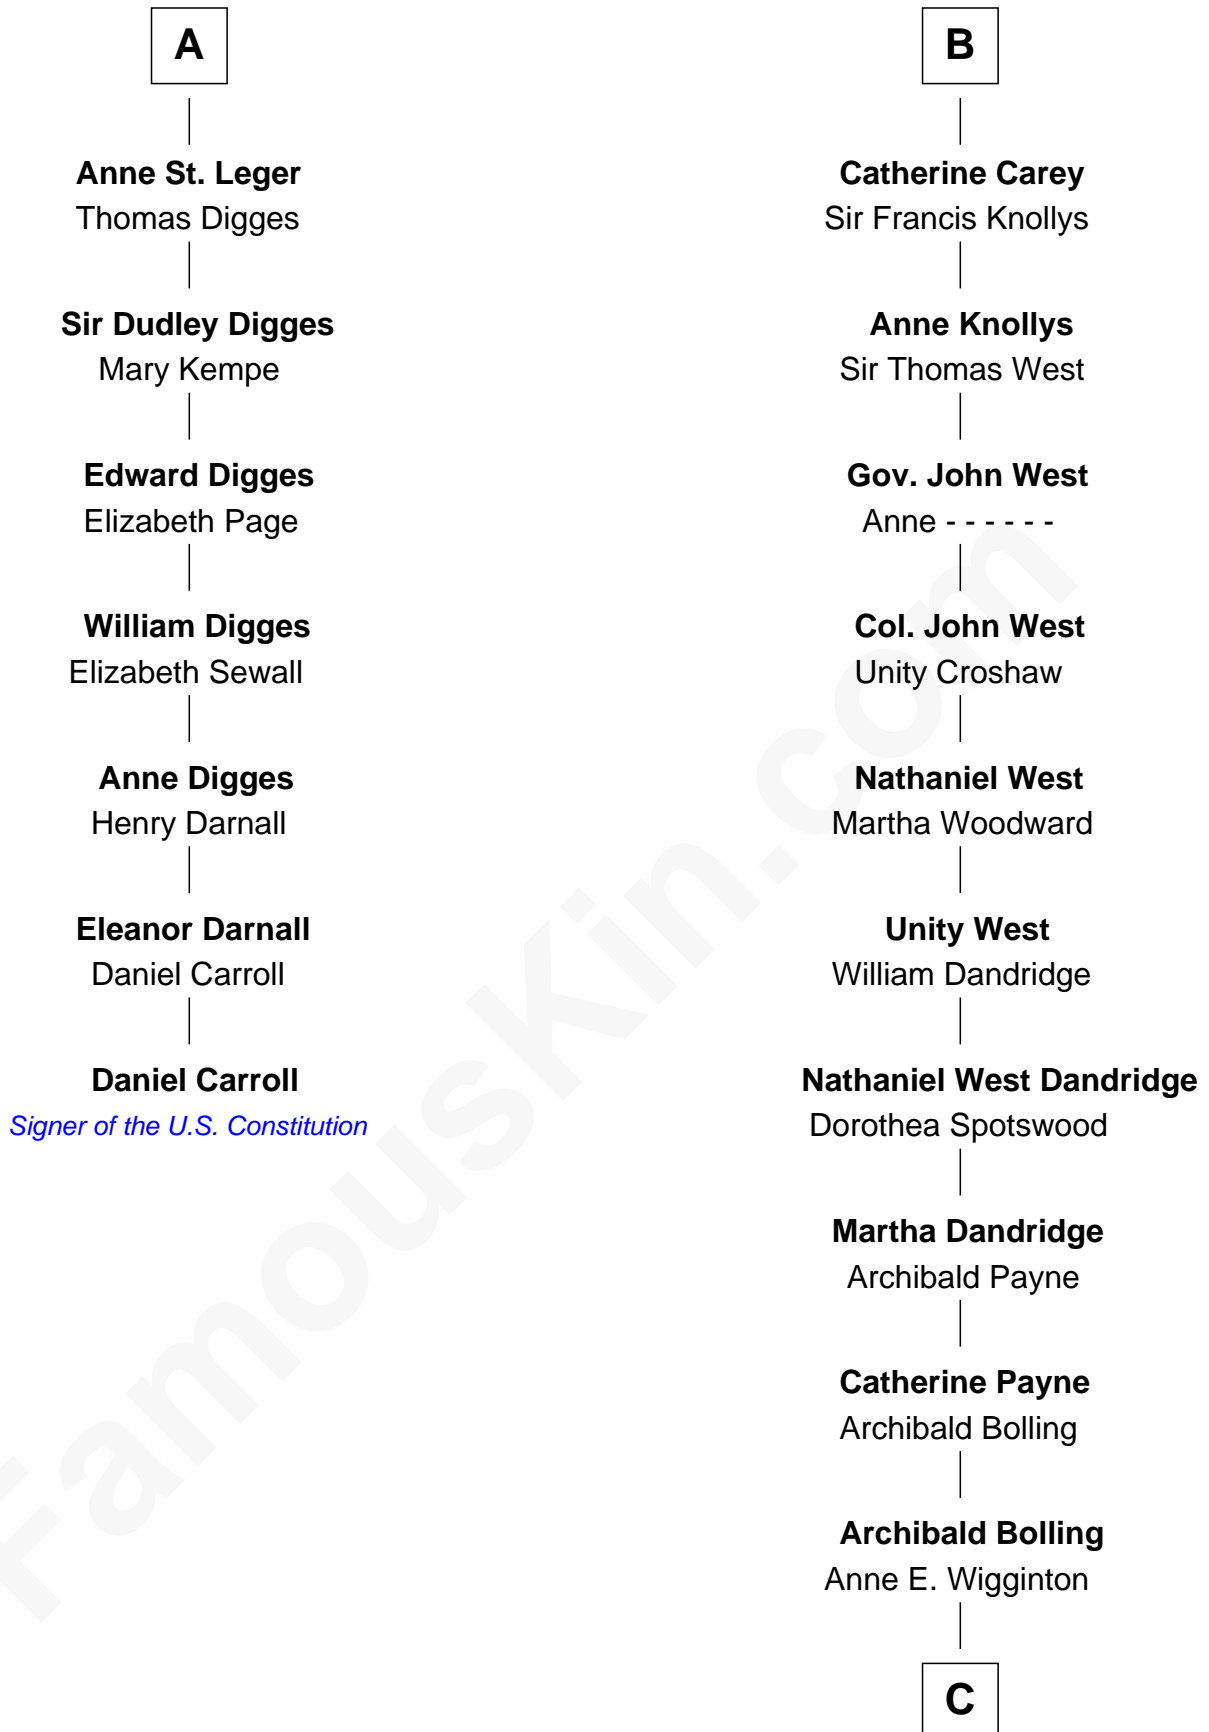 A
Anne St. Leger
Thomas Digges
Sir Dudley Digges
Mary Kempe
Edward Digges
Elizabeth Page
William Digges
Elizabeth Sewall
Anne Digges
Henry Darnall
Eleanor Darnall
Daniel Carroll
Daniel Carroll
Signer of the U.S. Constitution
B
Catherine Carey
Sir Francis Knollys
Anne Knollys
Sir Thomas West
Gov. John West
Anne - - - - - -
Col. John West
Unity Croshaw
Nathaniel West
Martha Woodward
Unity West
William Dandridge
Nathaniel West Dandridge
Dorothea Spotswood
Martha Dandridge
Archibald Payne
Catherine Payne
Archibald Bolling
Archibald Bolling
Anne E. Wigginton
C
FamousKin.com